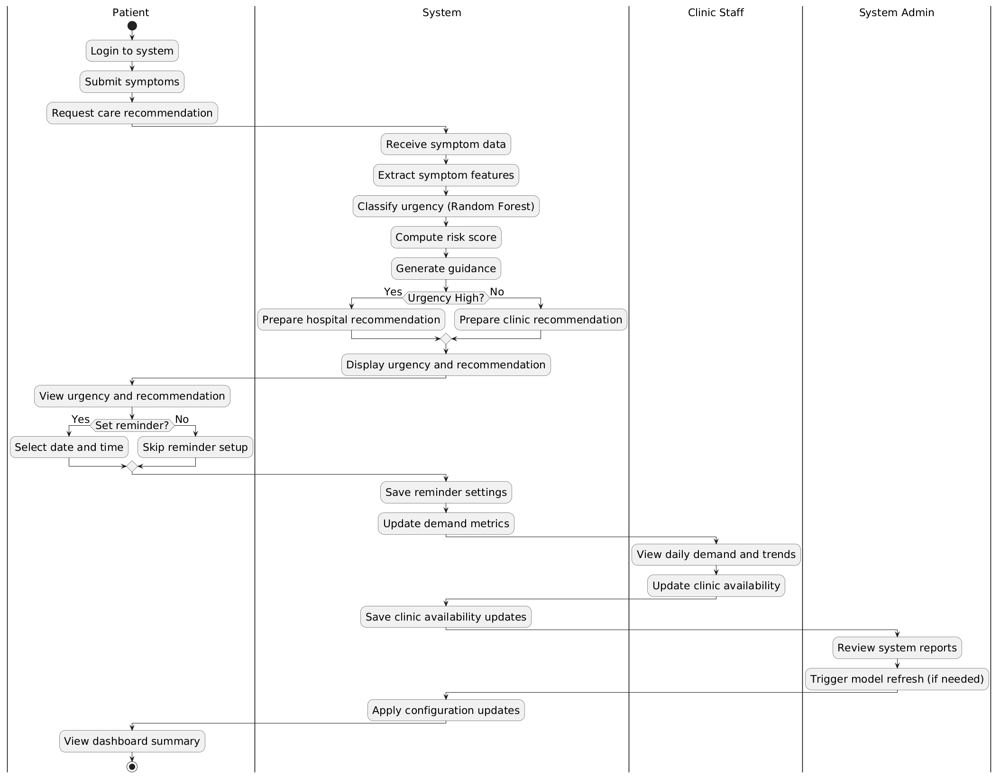 Patient
System
Clinic Staff
System Admin
Login to system
Submit symptoms
Request care recommendation
Receive symptom data
Extract symptom features
Classify urgency (Random Forest)
Compute risk score
Generate guidance
Yes
Urgency High?
No
Prepare hospital recommendation
Prepare clinic recommendation
Display urgency and recommendation
View urgency and recommendation
Yes
Set reminder?
No
Select date and time
Skip reminder setup
Save reminder settings
Update demand metrics
View daily demand and trends
Update clinic availability
Save clinic availability updates
Review system reports
Trigger model refresh (if needed)
Apply configuration updates
View dashboard summary